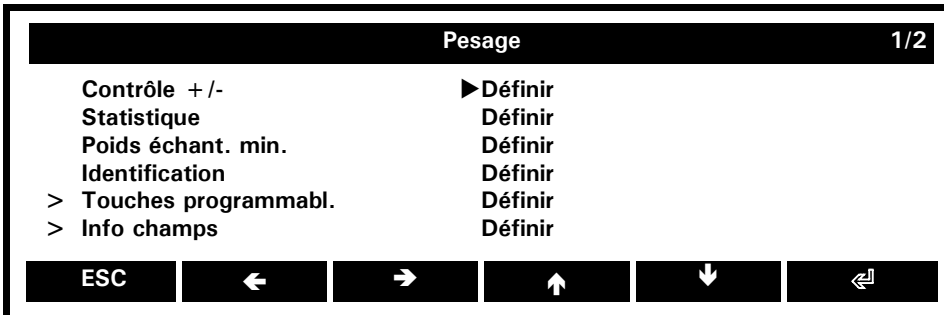 Pesage 1/2
Contrôle +/- ▶Définir
Statistique Définir
Poids échant. min. Définir
Identification Définir
> Touches programmabl. Définir
> Info champs Définir
ESC ← → ↑ ↓ ⏎